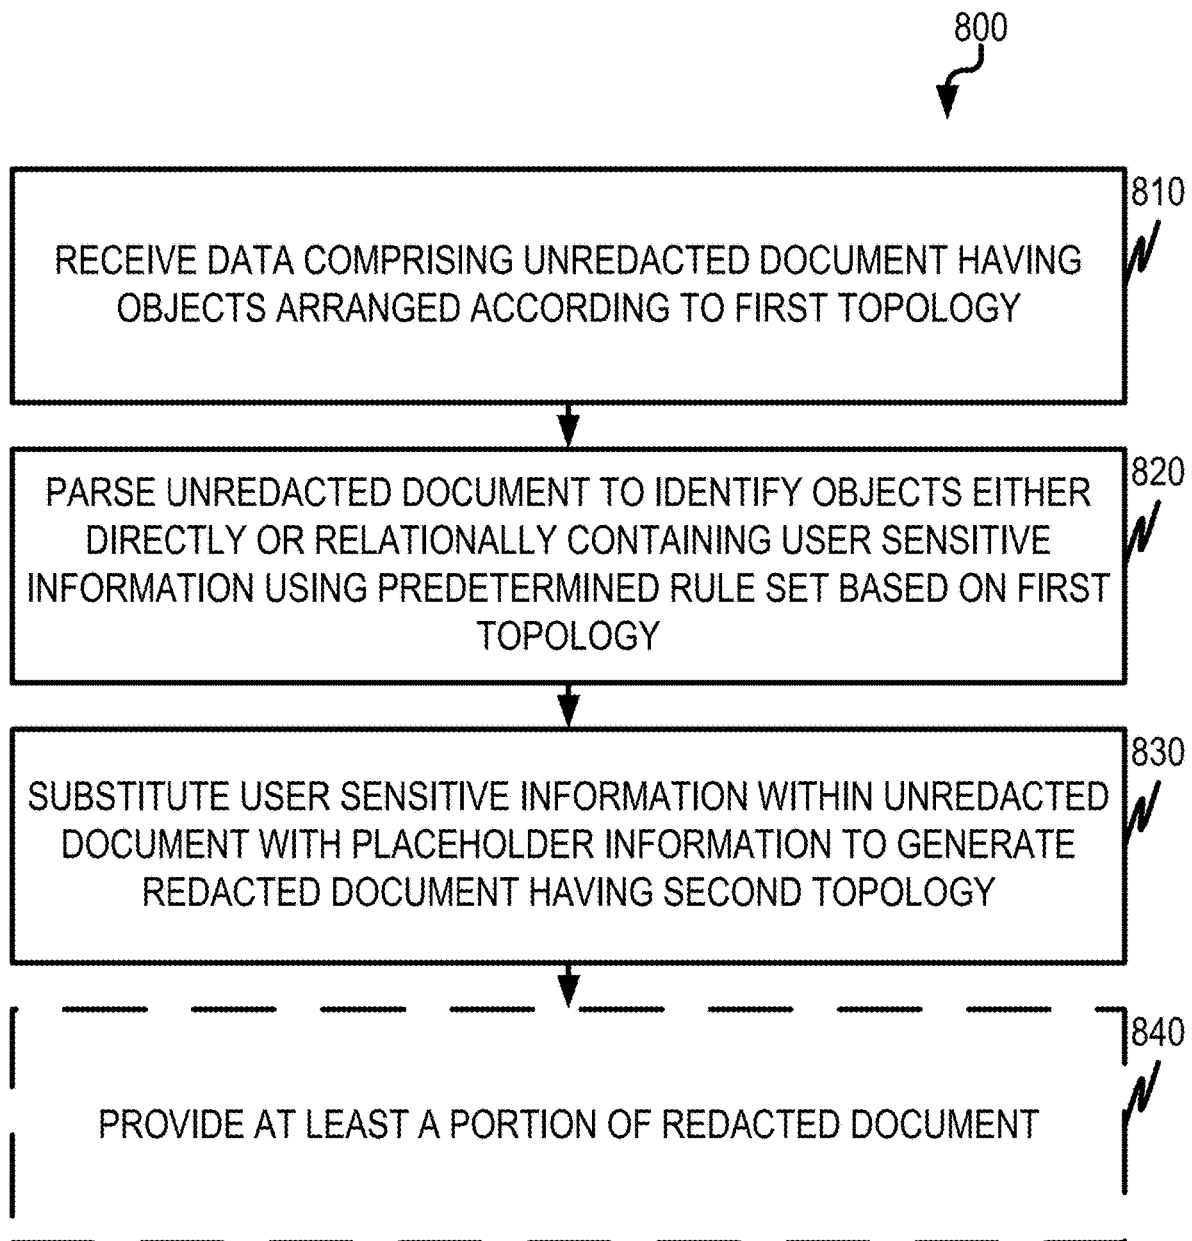 800
810
RECEIVE DATA COMPRISING UNREDACTED DOCUMENT HAVING
OBJECTS ARRANGED ACCORDING TO FIRST TOPOLOGY
820
PARSE UNREDACTED DOCUMENT TO IDENTIFY OBJECTS EITHER
DIRECTLY OR RELATIONALLY CONTAINING USER SENSITIVE
INFORMATION USING PREDETERMINED RULE SET BASED ON FIRST
TOPOLOGY
830
SUBSTITUTE USER SENSITIVE INFORMATION WITHIN UNREDACTED
DOCUMENT WITH PLACEHOLDER INFORMATION TO GENERATE
REDACTED DOCUMENT HAVING SECOND TOPOLOGY
840
PROVIDE AT LEAST A PORTION OF REDACTED DOCUMENT